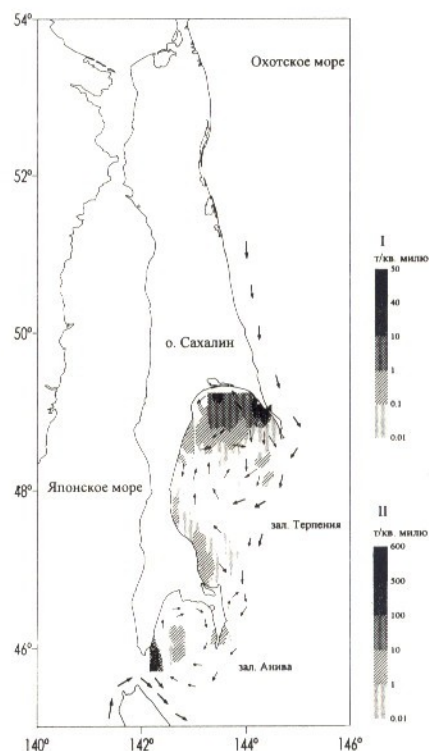 54°
Охотское море
52°
I
т/кв. милю
50
40
10
1
0.1
0.01
50°
о. Сахалин
48°
Японское море
зал. Терпения
II
т/кв. милю
600
500
100
10
1
0.01
46°
зал. Анива
140°
142°
144°
146°